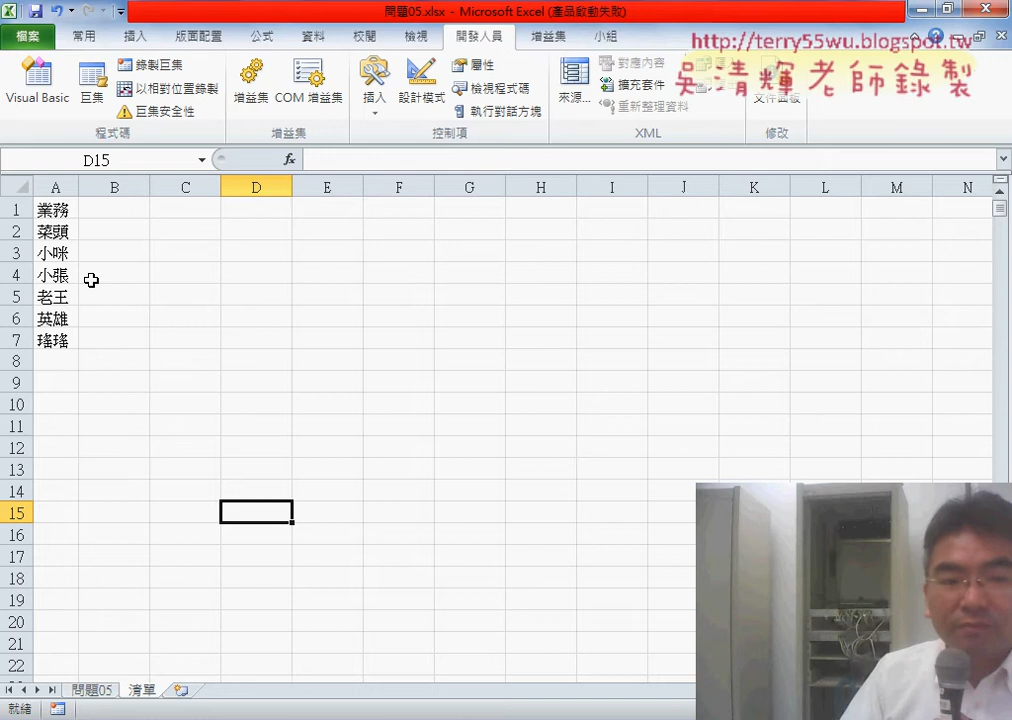 問題05.xlsx - Microsoft Excel (產品啟動失敗)
檔案 常用 插入 版面配置 公式 資料 校閱 檢視 開發人員 增益集 小組
http://terry55wu.blogspot.tw
吳清輝老師錄製
Visual Basic 巨集 錄製巨集 以相對位置錄製 巨集安全性 程式碼
增益集 COM 增益集 增益集
插入 設計模式 屬性 檢視程式碼 執行對話方塊 控制項
來源... 對應內容 擴充套件 重新整理資料 XML
文件面板 修改
D15 fx
A B C D E F G H I J K L M N
1 業務
2 菜頭
3 小咪
4 小張
5 老王
6 英雄
7 瑤瑤
8
9
10
11
12
13
14
15
16
17
18
19
20
21
22
問題05 清單
就緒